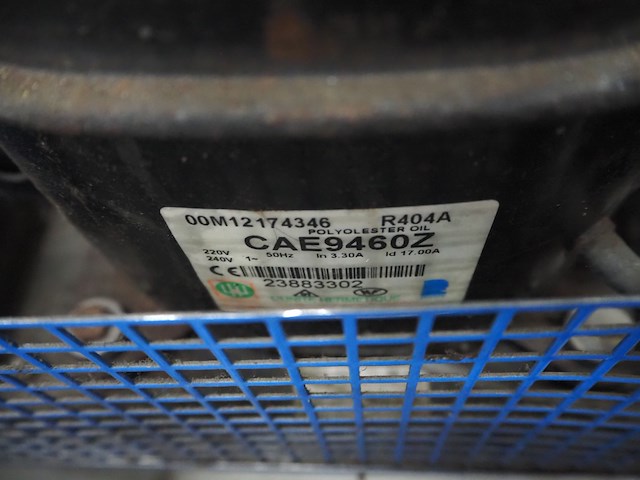 00M12174346 R404A
POLYOLESTER OIL
CAE9460Z
220V
240V 1~ 50Hz In 3.30A Id 17.00A
CE
23883302